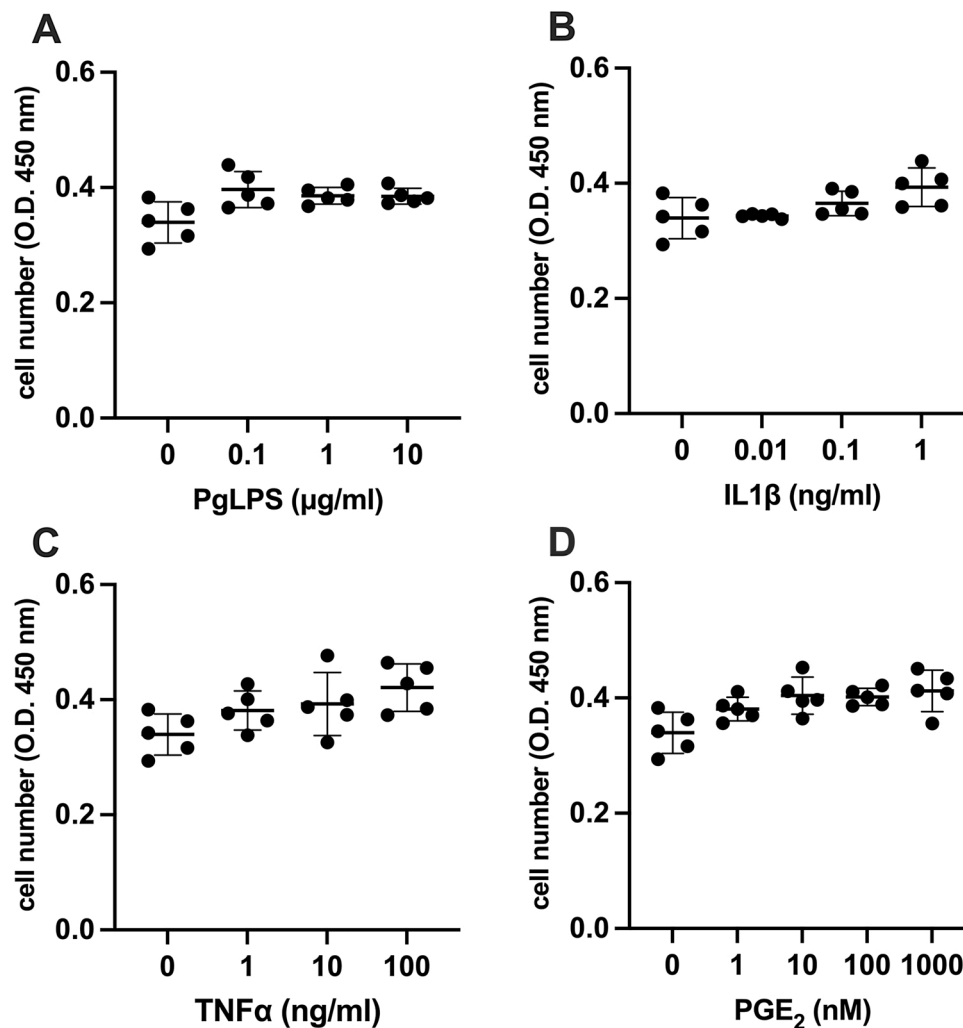 A
cell number (O.D. 450 nm)
0.6
0.4
0.2
0.0
0 0.1 1 10
PgLPS (µg/ml)
B
cell number (O.D. 450 nm)
0.6
0.4
0.2
0.0
0 0.01 0.1 1
IL1β (ng/ml)
C
cell number (O.D. 450 nm)
0.6
0.4
0.2
0.0
0 1 10 100
TNFα (ng/ml)
D
cell number (O.D. 450 nm)
0.6
0.4
0.2
0.0
0 1 10 100 1000
PGE₂ (nM)